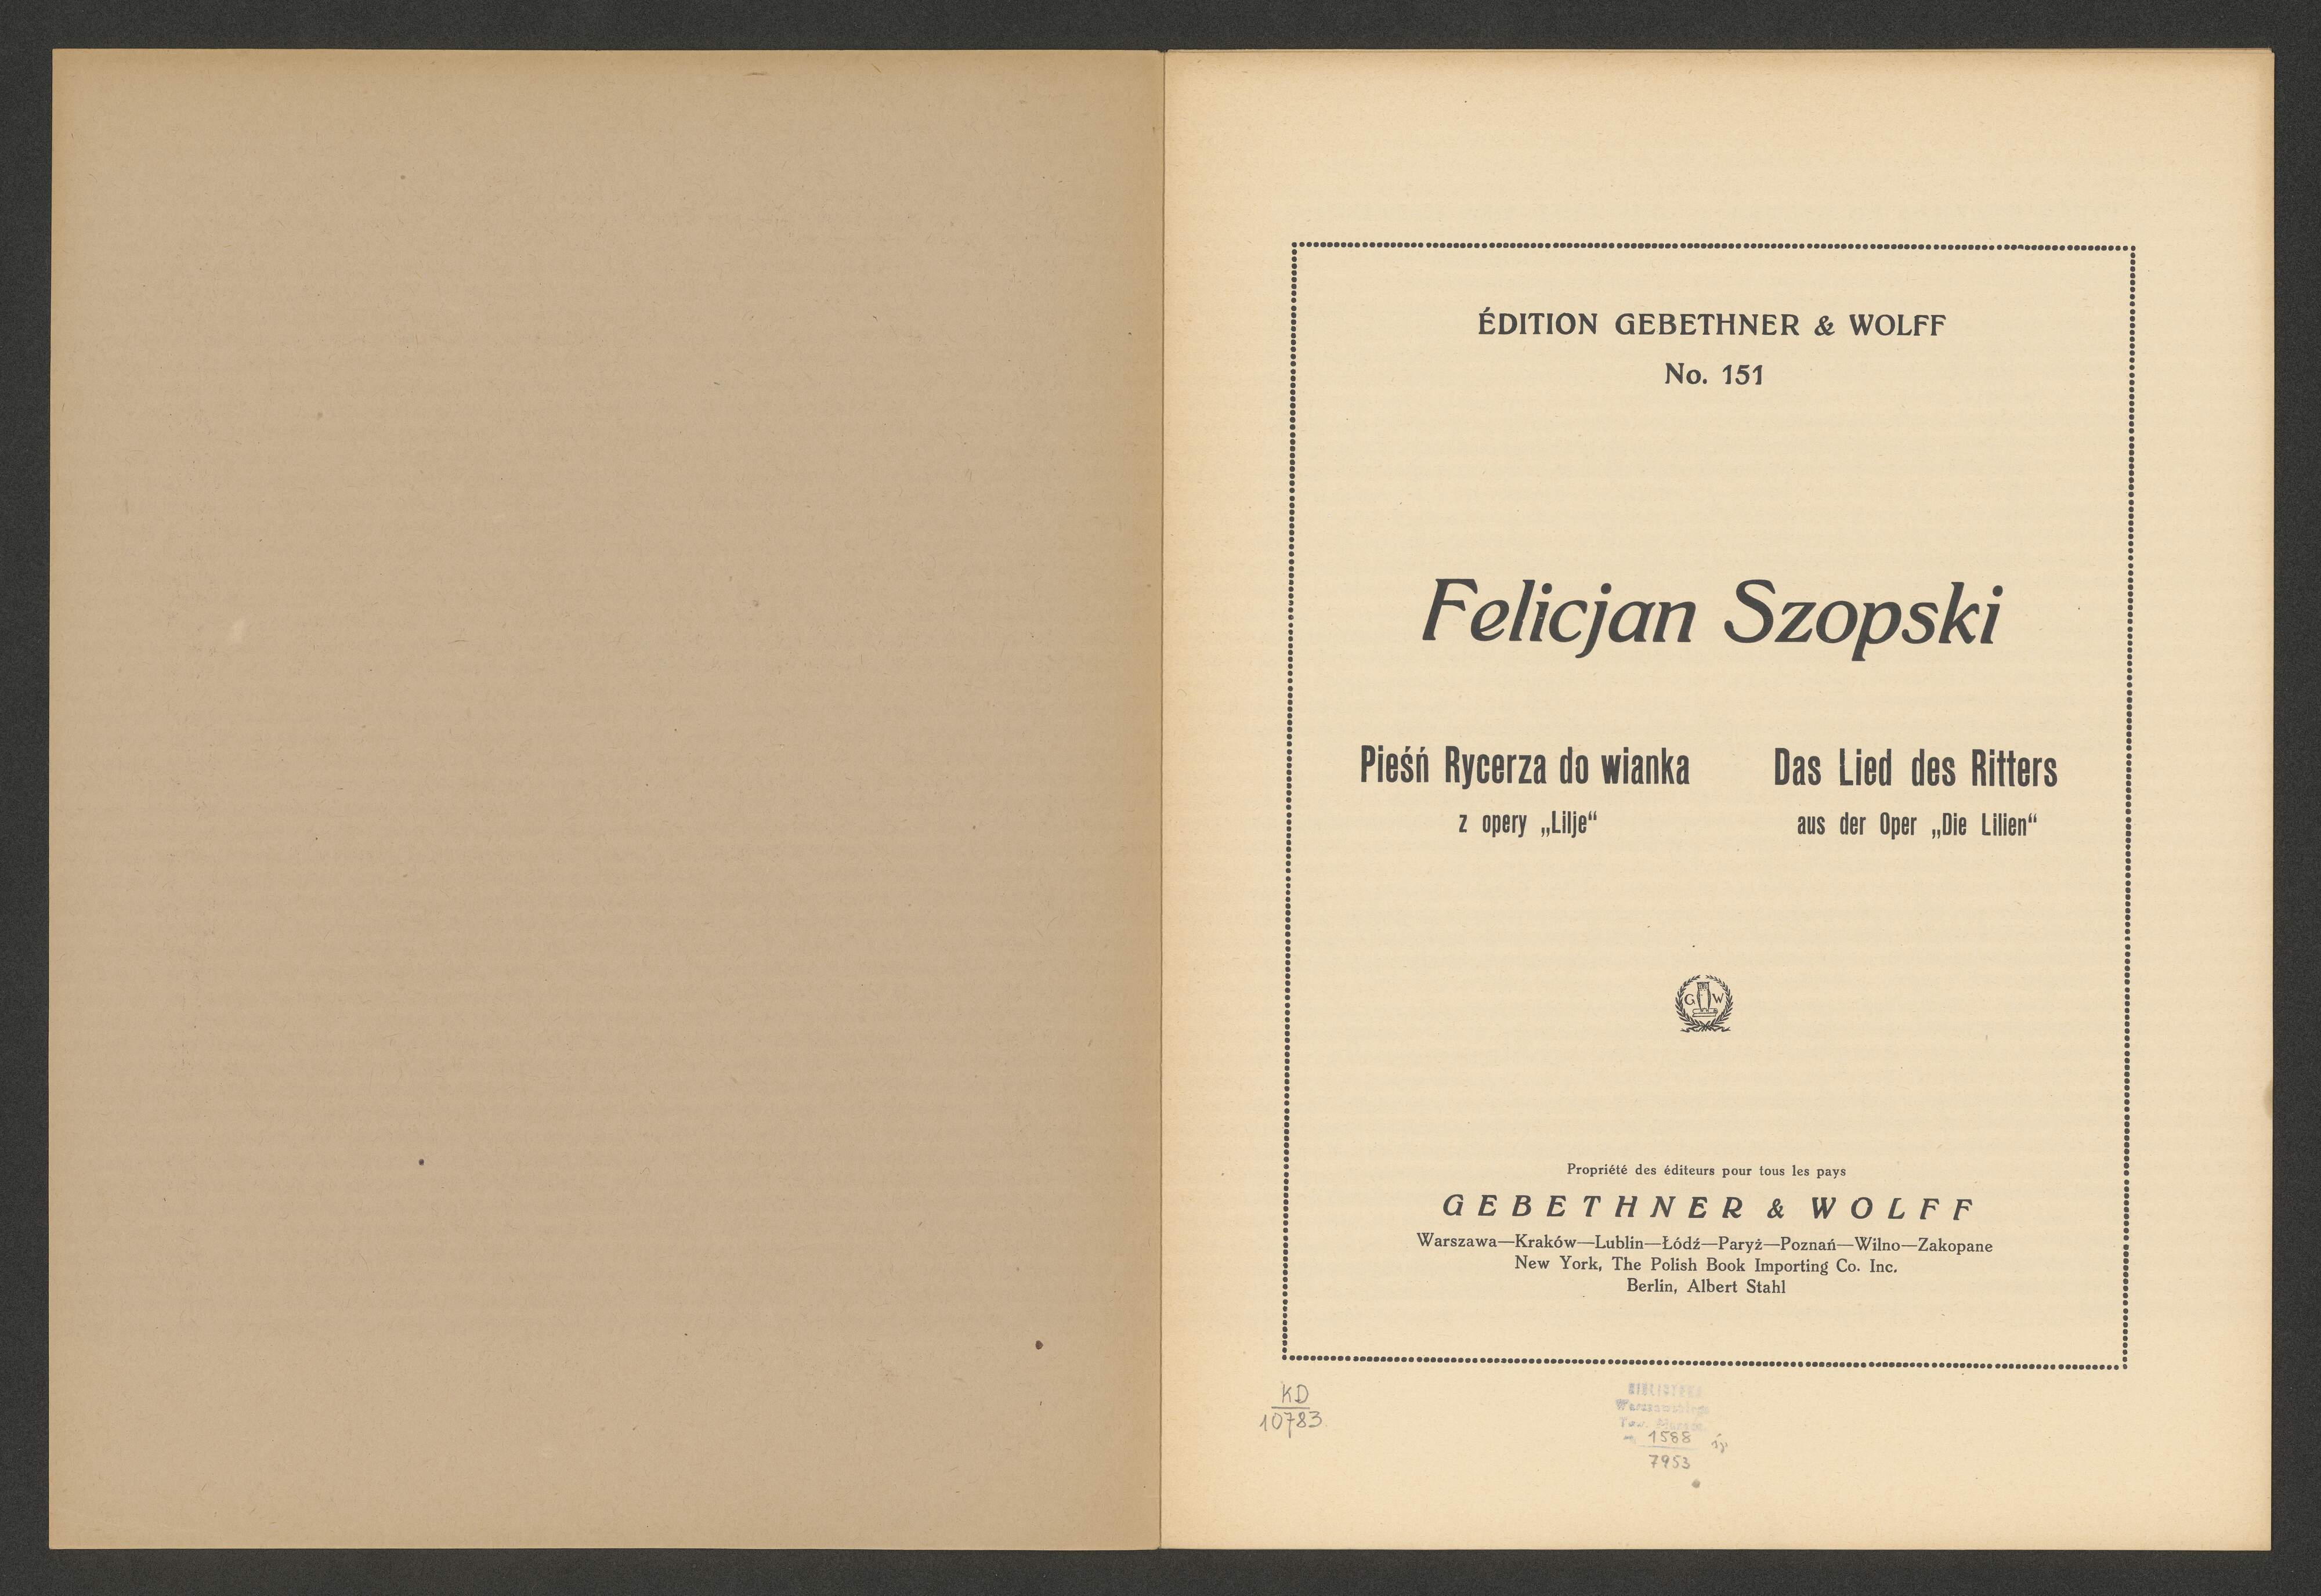 ÉDITION GEBETHNER & WOLFF
No. 151
Felicjan Szopski
Pieśń Rycerza do wianka
z opery „Lilje“
Das Lied des Ritters
aus der Oper „Die Lilien“
G W
Propriété des éditeurs pour tous les pays
GEBETHNER & WOLFF
Warszawa—Kraków—Lublin—Łódź—Paryż—Poznań—Wilno—Zakopane
New York, The Polish Book Importing Co. Inc.
Berlin, Albert Stahl
KD
10783
BIBLIOTEKA
Warszawskiego
1588
7953